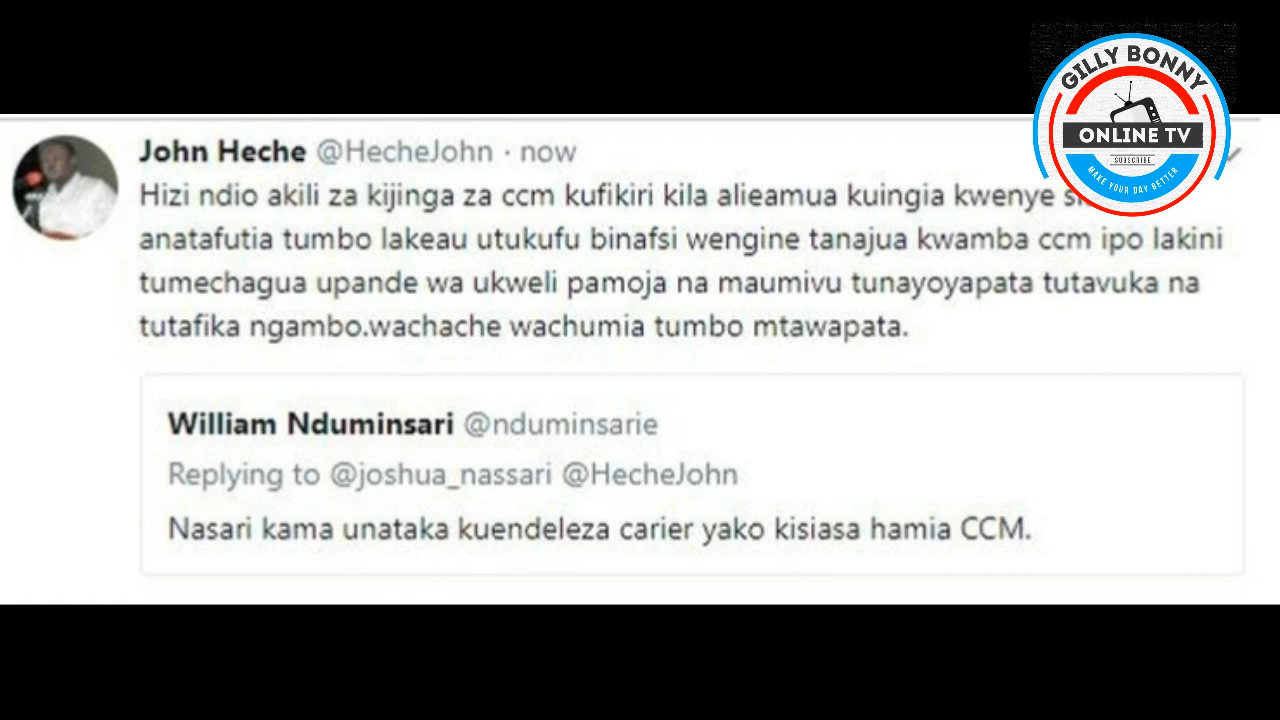 GILLY BONNY
ONLINE TV
SUBSCRIBE
MAKE YOUR DAY BETTER
John Heche @HecheJohn · now
Hizi ndio akili za kijinga za ccm kufikiri kila alieamua kuingia kwenye
anatafutia tumbo lakeau utukufu binafsi wengine tanajua kwamba ccm ipo lakini
tumechagua upande wa ukweli pamoja na maumivu tunayoyapata tutavuka na
tutafika ngambo.wachache wachumia tumbo mtawapata.
William Nduminsari @nduminsarie
Replying to @joshua_nassari @HecheJohn
Nasari kama unataka kuendeleza carier yako kisiasa hamia CCM.